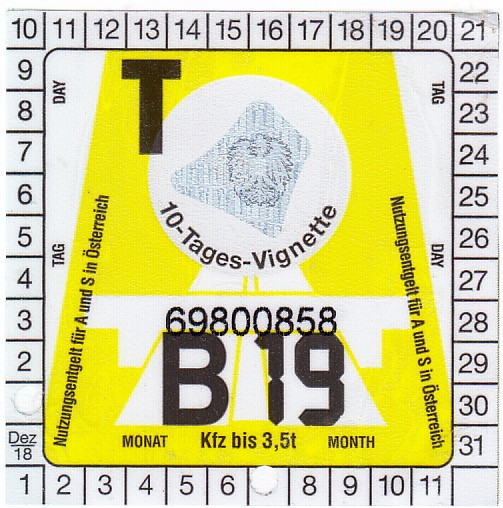 10 11 12 13 14 15 16 17 18 19 20 21
9 DAY T TAG 22
8 23
7 24
6 25
10-Tages-Vignette
5 TAG DAY 26
4 27
Nutzungsentgelt für A und S in Österreich
Nutzungsentgelt für A und S in Österreich
3 69800858 28
2 B 19 29
30
Dez
18 MONAT Kfz bis 3,5t MONTH 31
1 2 3 4 5 6 8 9 10 11